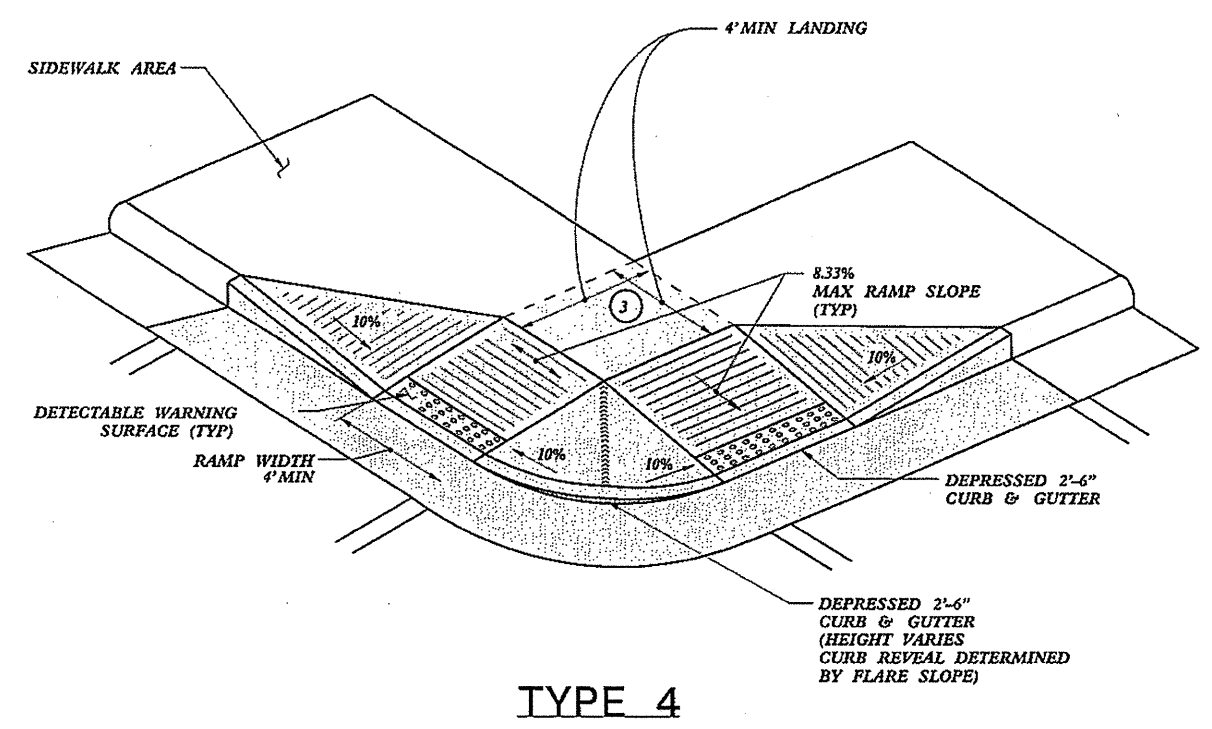 4' MIN LANDING
SIDEWALK AREA
8.33%
MAX RAMP SLOPE
(TYP)
3
10%
10%
DETECTABLE WARNING
SURFACE (TYP)
RAMP WIDTH
4' MIN
10%
10%
DEPRESSED 2'-6"
CURB & GUTTER
DEPRESSED 2'-6"
CURB & GUTTER
(HEIGHT VARIES
CURB REVEAL DETERMINED
BY FLARE SLOPE)
TYPE 4